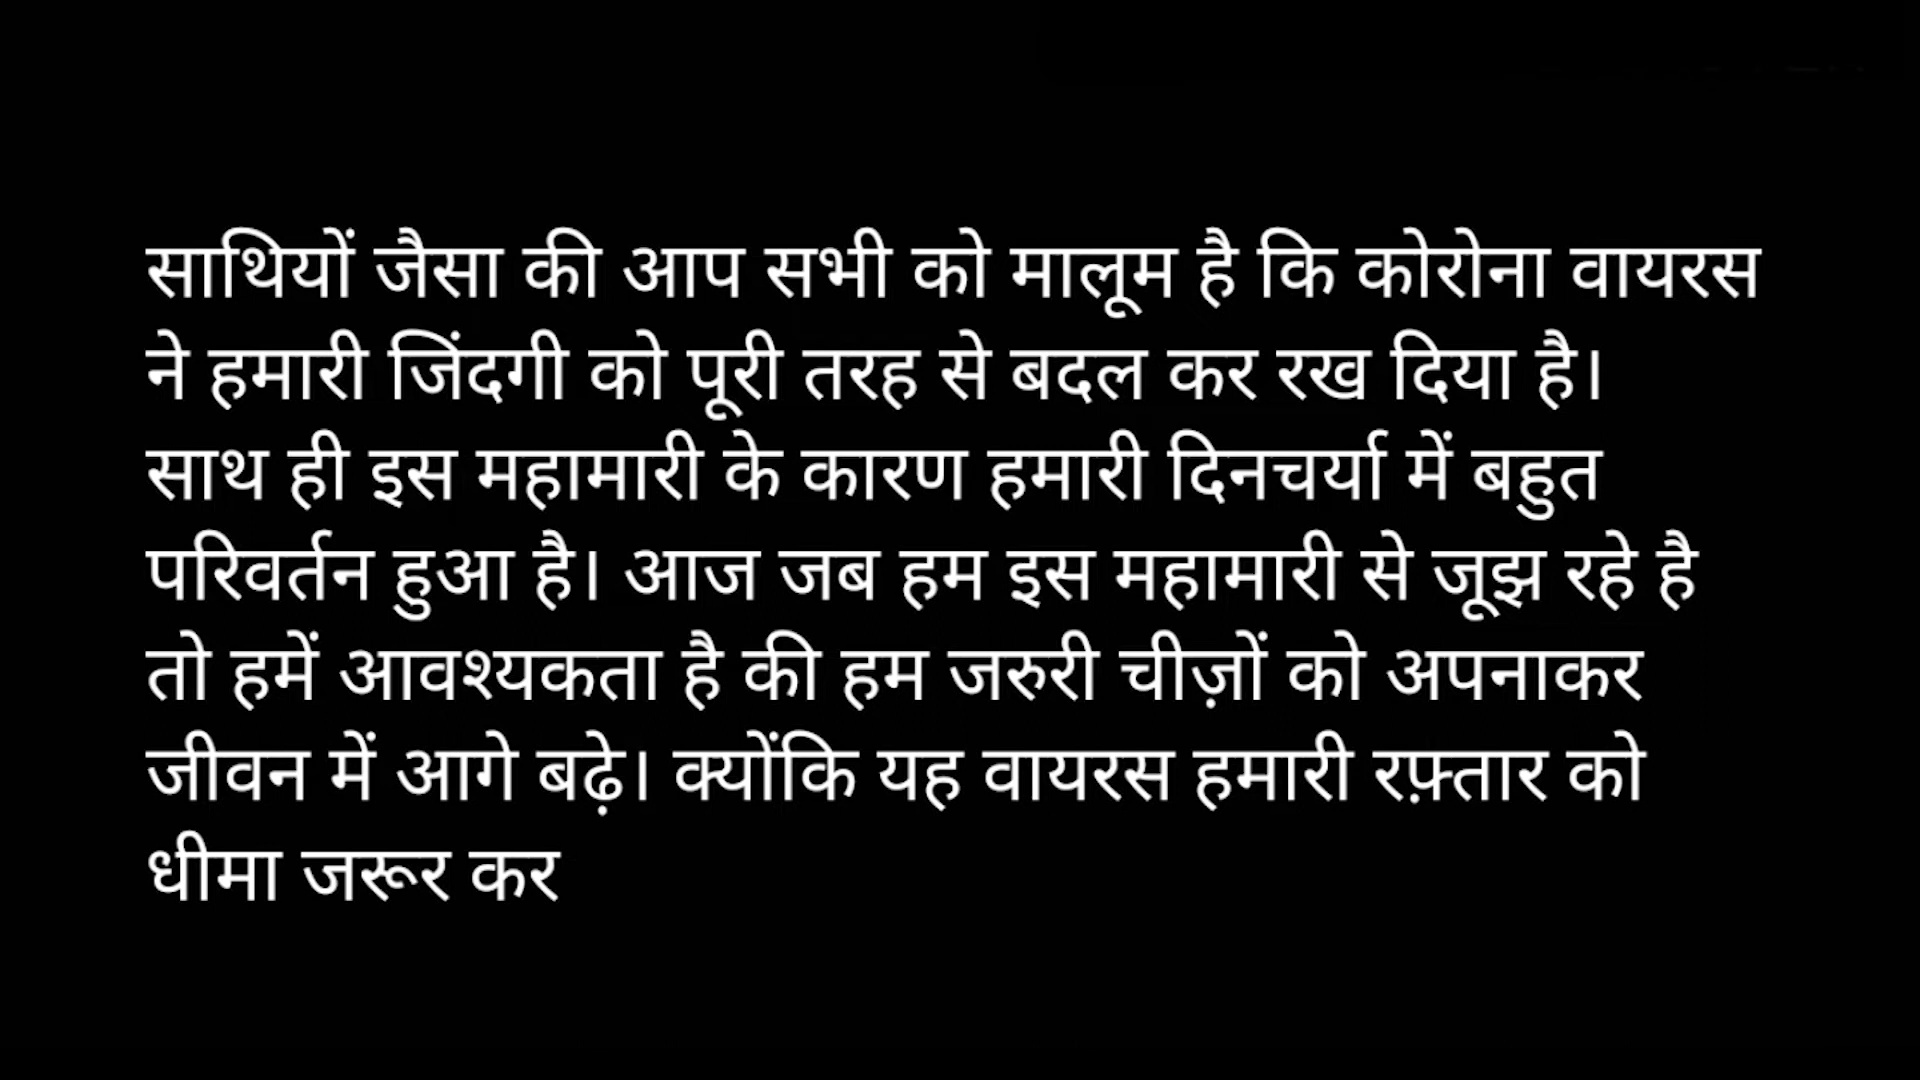 साथियों जैसा की आप सभी को मालूम है कि कोरोना वायरस
ने हमारी जिंदगी को पूरी तरह से बदल कर रख दिया है।
साथ ही इस महामारी के कारण हमारी दिनचर्या में बहुत
परिवर्तन हुआ है। आज जब हम इस महामारी से जूझ रहे है
तो हमें आवश्यकता है की हम जरुरी चीज़ों को अपनाकर
जीवन में आगे बढ़े। क्योंकि यह वायरस हमारी रफ़्तार को
धीमा जरूर कर